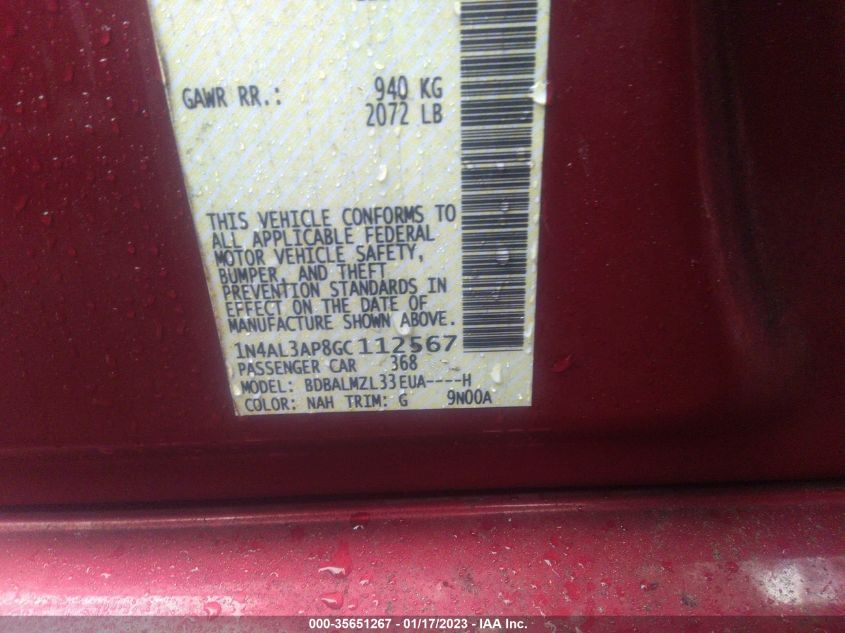 GAWR RR.: 940 KG
2072 LB
THIS VEHICLE CONFORMS TO
ALL APPLICABLE FEDERAL
MOTOR VEHICLE SAFETY,
BUMPER, AND THEFT
PREVENTION STANDARDS IN
EFFECT ON THE DATE OF
MANUFACTURE SHOWN ABOVE.
1N4AL3AP8GC112567
PASSENGER CAR 368
MODEL: BDBALMZL33EUA----H
COLOR: NAH TRIM: G 9N00A
000-35651267 - 01/17/2023 - IAA Inc.